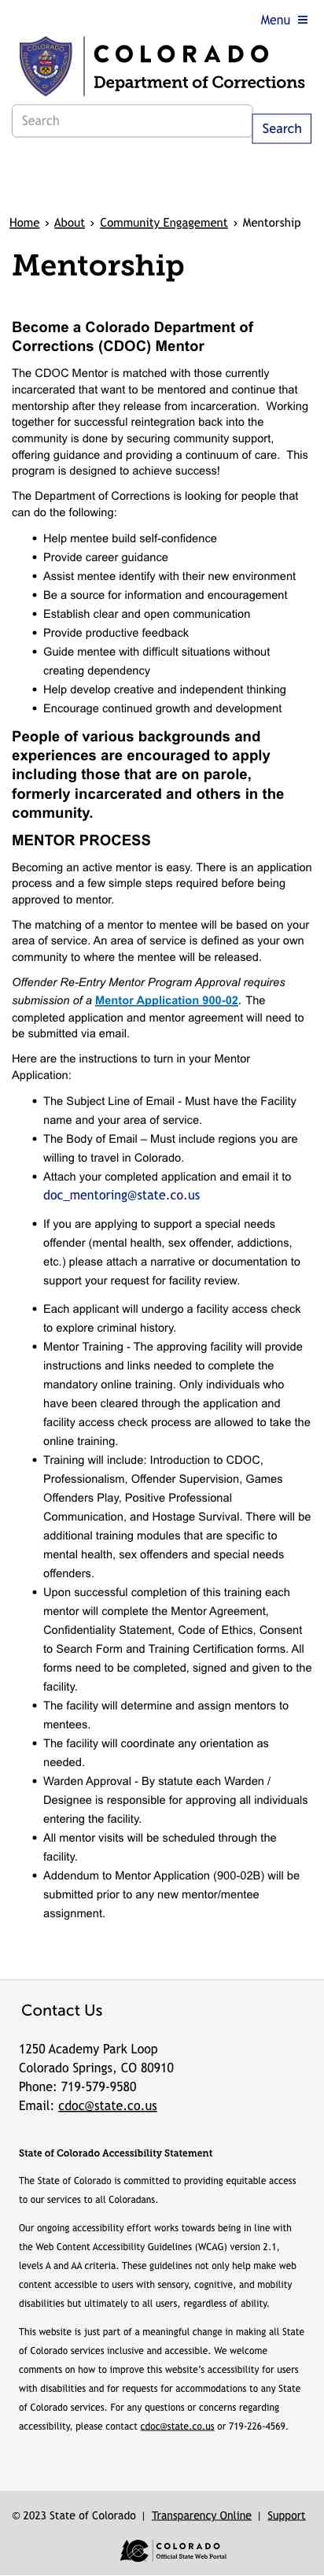 Menu ≡
COLORADO
Department of Corrections
Search
Search
Home › About › Community Engagement › Mentorship
Mentorship
Become a Colorado Department of
Corrections (CDOC) Mentor
The CDOC Mentor is matched with those currently
incarcerated that want to be mentored and continue that
mentorship after they release from incarceration. Working
together for successful reintegration back into the
community is done by securing community support,
offering guidance and providing a continuum of care. This
program is designed to achieve success!
The Department of Corrections is looking for people that
can do the following:
• Help mentee build self-confidence
• Provide career guidance
• Assist mentee identify with their new environment
• Be a source for information and encouragement
• Establish clear and open communication
• Provide productive feedback
• Guide mentee with difficult situations without
creating dependency
• Help develop creative and independent thinking
• Encourage continued growth and development
People of various backgrounds and
experiences are encouraged to apply
including those that are on parole,
formerly incarcerated and others in the
community.
MENTOR PROCESS
Becoming an active mentor is easy. There is an application
process and a few simple steps required before being
approved to mentor.
The matching of a mentor to mentee will be based on your
area of service. An area of service is defined as your own
community to where the mentee will be released.
Offender Re-Entry Mentor Program Approval requires
submission of a Mentor Application 900-02. The
completed application and mentor agreement will need to
be submitted via email.
Here are the instructions to turn in your Mentor
Application:
• The Subject Line of Email - Must have the Facility
name and your area of service.
• The Body of Email – Must include regions you are
willing to travel in Colorado.
• Attach your completed application and email it to
doc_mentoring@state.co.us
• If you are applying to support a special needs
offender (mental health, sex offender, addictions,
etc.) please attach a narrative or documentation to
support your request for facility review.
• Each applicant will undergo a facility access check
to explore criminal history.
• Mentor Training - The approving facility will provide
instructions and links needed to complete the
mandatory online training. Only individuals who
have been cleared through the application and
facility access check process are allowed to take the
online training.
• Training will include: Introduction to CDOC,
Professionalism, Offender Supervision, Games
Offenders Play, Positive Professional
Communication, and Hostage Survival. There will be
additional training modules that are specific to
mental health, sex offenders and special needs
offenders.
• Upon successful completion of this training each
mentor will complete the Mentor Agreement,
Confidentiality Statement, Code of Ethics, Consent
to Search Form and Training Certification forms. All
forms need to be completed, signed and given to the
facility.
• The facility will determine and assign mentors to
mentees.
• The facility will coordinate any orientation as
needed.
• Warden Approval - By statute each Warden /
Designee is responsible for approving all individuals
entering the facility.
• All mentor visits will be scheduled through the
facility.
• Addendum to Mentor Application (900-02B) will be
submitted prior to any new mentor/mentee
assignment.
Contact Us
1250 Academy Park Loop
Colorado Springs, CO 80910
Phone: 719-579-9580
Email: cdoc@state.co.us
State of Colorado Accessibility Statement
The State of Colorado is committed to providing equitable access
to our services to all Coloradans.
Our ongoing accessibility effort works towards being in line with
the Web Content Accessibility Guidelines (WCAG) version 2.1,
levels A and AA criteria. These guidelines not only help make web
content accessible to users with sensory, cognitive, and mobility
disabilities but ultimately to all users, regardless of ability.
This website is just part of a meaningful change in making all State
of Colorado services inclusive and accessible. We welcome
comments on how to improve this website's accessibility for users
with disabilities and for requests for accommodations to any State
of Colorado services. For any questions or concerns regarding
accessibility, please contact cdoc@state.co.us or 719-226-4569.
© 2023 State of Colorado | Transparency Online | Support
COLORADO
Official State Web Portal